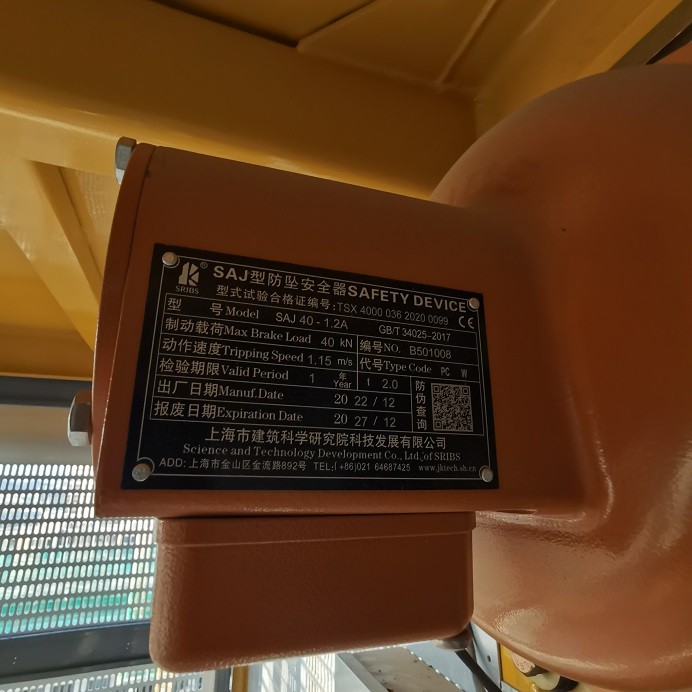 SRIBS ®
SAJ型防坠安全器SAFETY DEVICE
型式试验合格证编号:TSX 4000 036 2020 0099 CE
型 号Model SAJ 40-1.2A GB/T 34025-2017
制动载荷Max Brake Load 40 kN 编号NO. B501008
动作速度Tripping Speed 1.15 m/s 代号Type Code PC W
检验期限Valid Period 1 年Year t 2.0
出厂日期Manuf.Date 20 22 / 12
报废日期Expiration Date 20 27 / 12
防伪查询
上海市建筑科学研究院科技发展有限公司
Science and Technology Development Co., Ltd, of SRIBS
ADD: 上海市金山区金流路892号 TEL:(+86)021 64687425 www.jktech.sh.cn